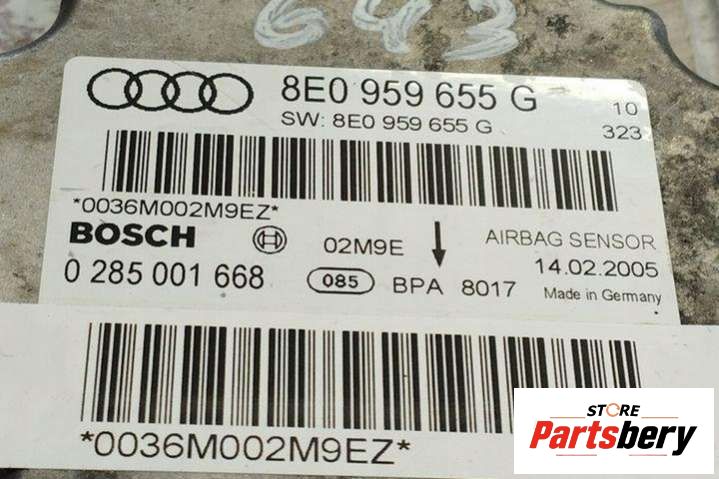 643
8E0 959 655 G
10
SW: 8E0 959 655 G
323
*0036M002M9EZ*
BOSCH
02M9E
AIRBAG SENSOR
0 285 001 668
085
BPA 8017
14.02.2005
Made in Germany
*0036M002M9EZ*
STORE
Partsbery